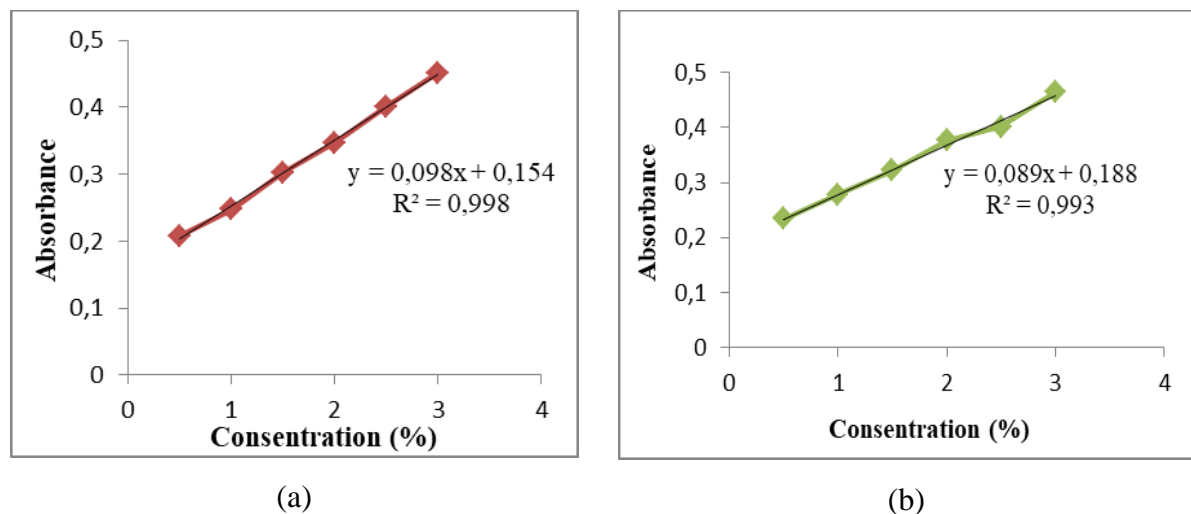 0,5
0,4
0,3
0,2
0,1
0
Absorbance
y = 0,098x + 0,154
R² = 0,998
0 1 2 3 4
Consentration (%)
(a)
0,5
0,4
0,3
0,2
0,1
0
Absorbance
y = 0,089x + 0,188
R² = 0,993
0 1 2 3 4
Consentration (%)
(b)